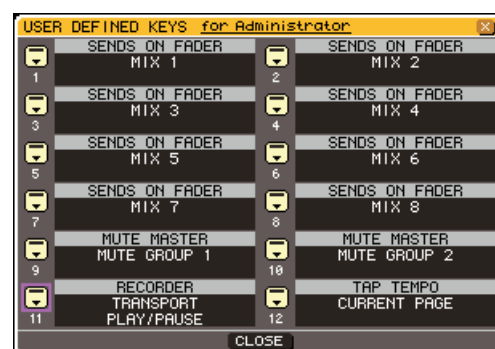 USER DEFINED KEYS for Administrator
SENDS ON FADER
MIX 1
1
SENDS ON FADER
MIX 2
2
SENDS ON FADER
MIX 3
3
SENDS ON FADER
MIX 4
4
SENDS ON FADER
MIX 5
5
SENDS ON FADER
MIX 6
6
SENDS ON FADER
MIX 7
7
SENDS ON FADER
MIX 8
8
MUTE MASTER
MUTE GROUP 1
9
MUTE MASTER
MUTE GROUP 2
10
RECORDER
TRANSPORT
PLAY/PAUSE
11
TAP TEMPO
CURRENT PAGE
12
CLOSE